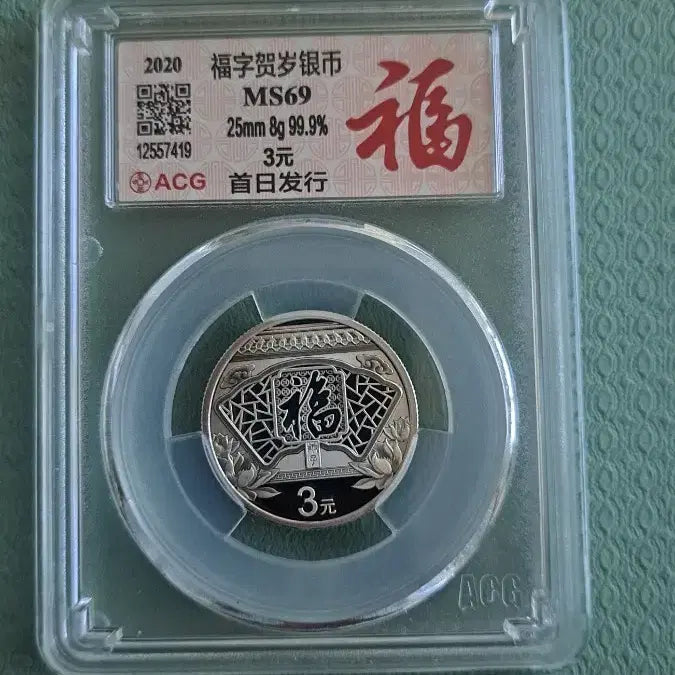 2020
福字贺岁银币
MS69
25mm 8g 99.9%
3元
首日发行
12557419
ACG
福
福
3元
ACG